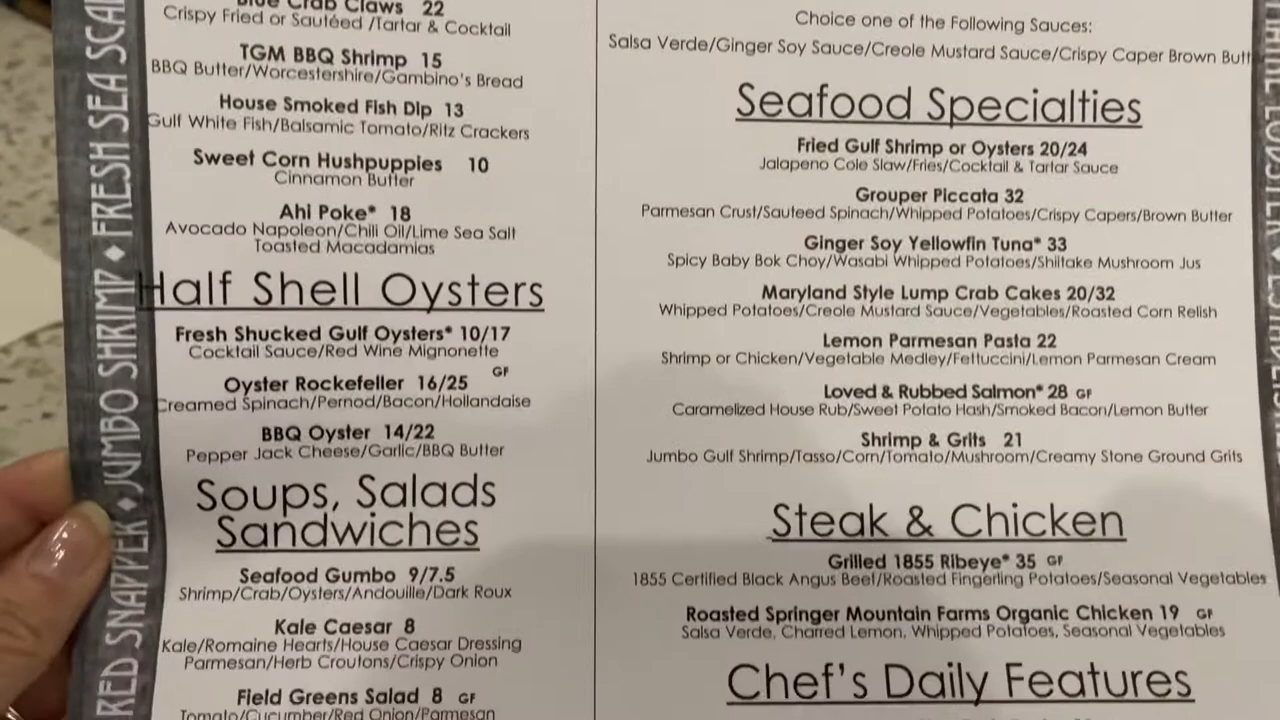 Blue Crab Claws 22
Crispy Fried or Sautéed /Tartar & Cocktail
TGM BBQ Shrimp 15
BBQ Butter/Worcestershire/Gambino's Bread
House Smoked Fish Dip 13
Gulf White Fish/Balsamic Tomato/Ritz Crackers
Sweet Corn Hushpuppies 10
Cinnamon Butter
Ahi Poke* 18
Avocado Napoleon/Chili Oil/Lime Sea Salt
Toasted Macadamias
Half Shell Oysters
Fresh Shucked Gulf Oysters* 10/17
Cocktail Sauce/Red Wine Mignonette
Oyster Rockefeller 16/25 GF
Creamed Spinach/Pernod/Bacon/Hollandaise
BBQ Oyster 14/22
Pepper Jack Cheese/Garlic/BBQ Butter
Soups, Salads
Sandwiches
Seafood Gumbo 9/7.5
Shrimp/Crab/Oysters/Andouille/Dark Roux
Kale Caesar 8
Kale/Romaine Hearts/House Caesar Dressing
Parmesan/Herb Croutons/Crispy Onion
Field Greens Salad 8 GF
Tomato/Cucumber/Red Onion/Parmesan
Choice one of the Following Sauces:
Salsa Verde/Ginger Soy Sauce/Creole Mustard Sauce/Crispy Caper Brown Butt
Seafood Specialties
Fried Gulf Shrimp or Oysters 20/24
Jalapeno Cole Slaw/Fries/Cocktail & Tartar Sauce
Grouper Piccata 32
Parmesan Crust/Sauteed Spinach/Whipped Potatoes/Crispy Capers/Brown Butter
Ginger Soy Yellowfin Tuna* 33
Spicy Baby Bok Choy/Wasabi Whipped Potatoes/Shiitake Mushroom Jus
Maryland Style Lump Crab Cakes 20/32
Whipped Potatoes/Creole Mustard Sauce/Vegetables/Roasted Corn Relish
Lemon Parmesan Pasta 22
Shrimp or Chicken/Vegetable Medley/Fettuccini/Lemon Parmesan Cream
Loved & Rubbed Salmon* 28 GF
Caramelized House Rub/Sweet Potato Hash/Smoked Bacon/Lemon Butter
Shrimp & Grits 21
Jumbo Gulf Shrimp/Tasso/Corn/Tomato/Mushroom/Creamy Stone Ground Grits
Steak & Chicken
Grilled 1855 Ribeye* 35 GF
1855 Certified Black Angus Beef/Roasted Fingerling Potatoes/Seasonal Vegetables
Roasted Springer Mountain Farms Organic Chicken 19 GF
Salsa Verde, Charred Lemon, Whipped Potatoes, Seasonal Vegetables
Chef's Daily Features
RED SNAPPER ♦ JUMBO SHRIMP ♦ FRESH SEA SCAL